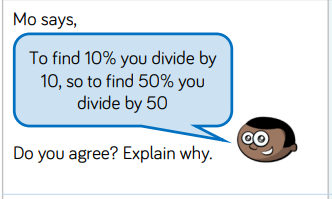 Mo says,
To find 10% you divide by
10, so to find 50% you
divide by 50
Do you agree? Explain why.